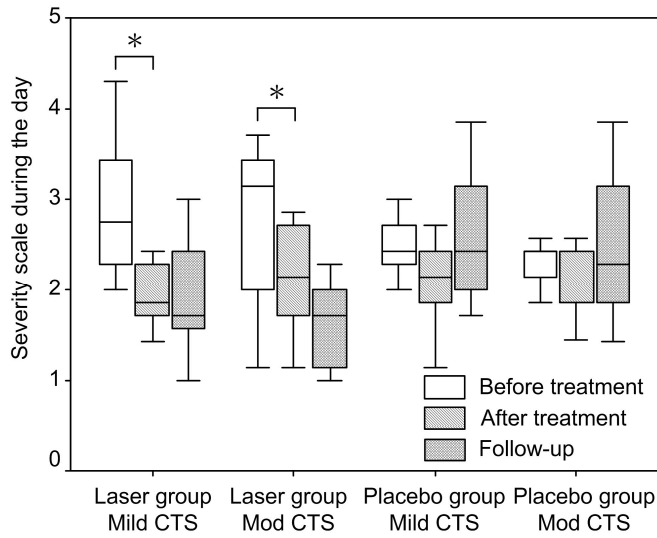 Severity scale during the day
5
4
3
2
1
0
*
*
Before treatment
After treatment
Follow-up
Laser group
Mild CTS
Laser group
Mod CTS
Placebo group
Mild CTS
Placebo group
Mod CTS